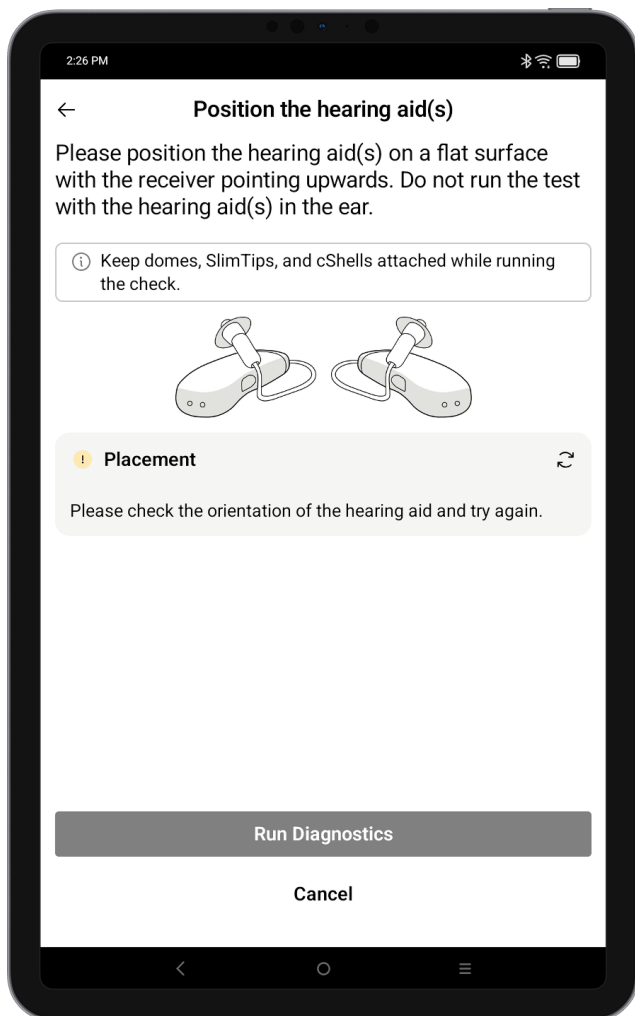 2:26 PM
Position the hearing aid(s)
Please position the hearing aid(s) on a flat surface
with the receiver pointing upwards. Do not run the test
with the hearing aid(s) in the ear.
Keep domes, SlimTips, and cShells attached while running
the check.
Placement
Please check the orientation of the hearing aid and try again.
Run Diagnostics
Cancel